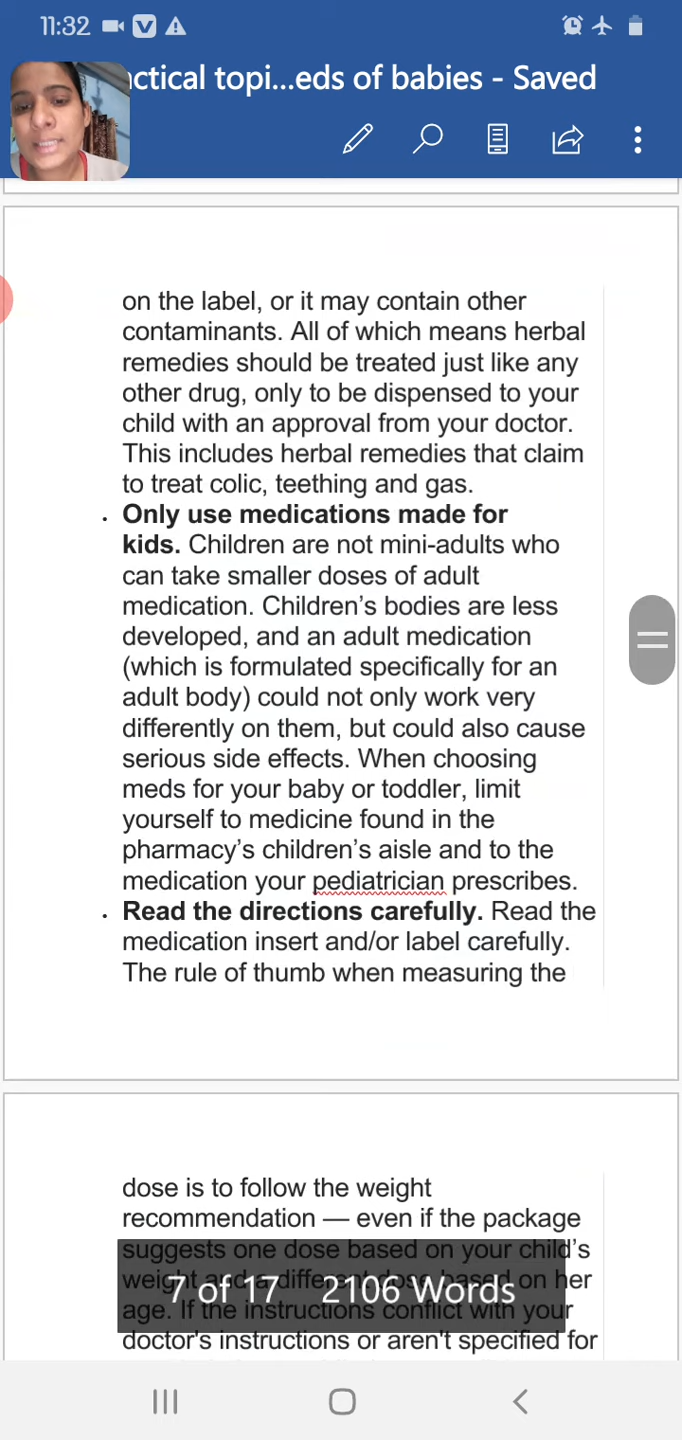 11:32
ctical topi...eds of babies - Saved
on the label, or it may contain other
contaminants. All of which means herbal
remedies should be treated just like any
other drug, only to be dispensed to your
child with an approval from your doctor.
This includes herbal remedies that claim
to treat colic, teething and gas.
• Only use medications made for
kids. Children are not mini-adults who
can take smaller doses of adult
medication. Children's bodies are less
developed, and an adult medication
(which is formulated specifically for an
adult body) could not only work very
differently on them, but could also cause
serious side effects. When choosing
meds for your baby or toddler, limit
yourself to medicine found in the
pharmacy's children's aisle and to the
medication your pediatrician prescribes.
• Read the directions carefully. Read the
medication insert and/or label carefully.
The rule of thumb when measuring the
dose is to follow the weight
recommendation — even if the package
suggests one dose based on your child's
weight and a different dose based on her
7 of 17 2106 Words
age. If the instructions conflict with your
doctor's instructions or aren't specified for